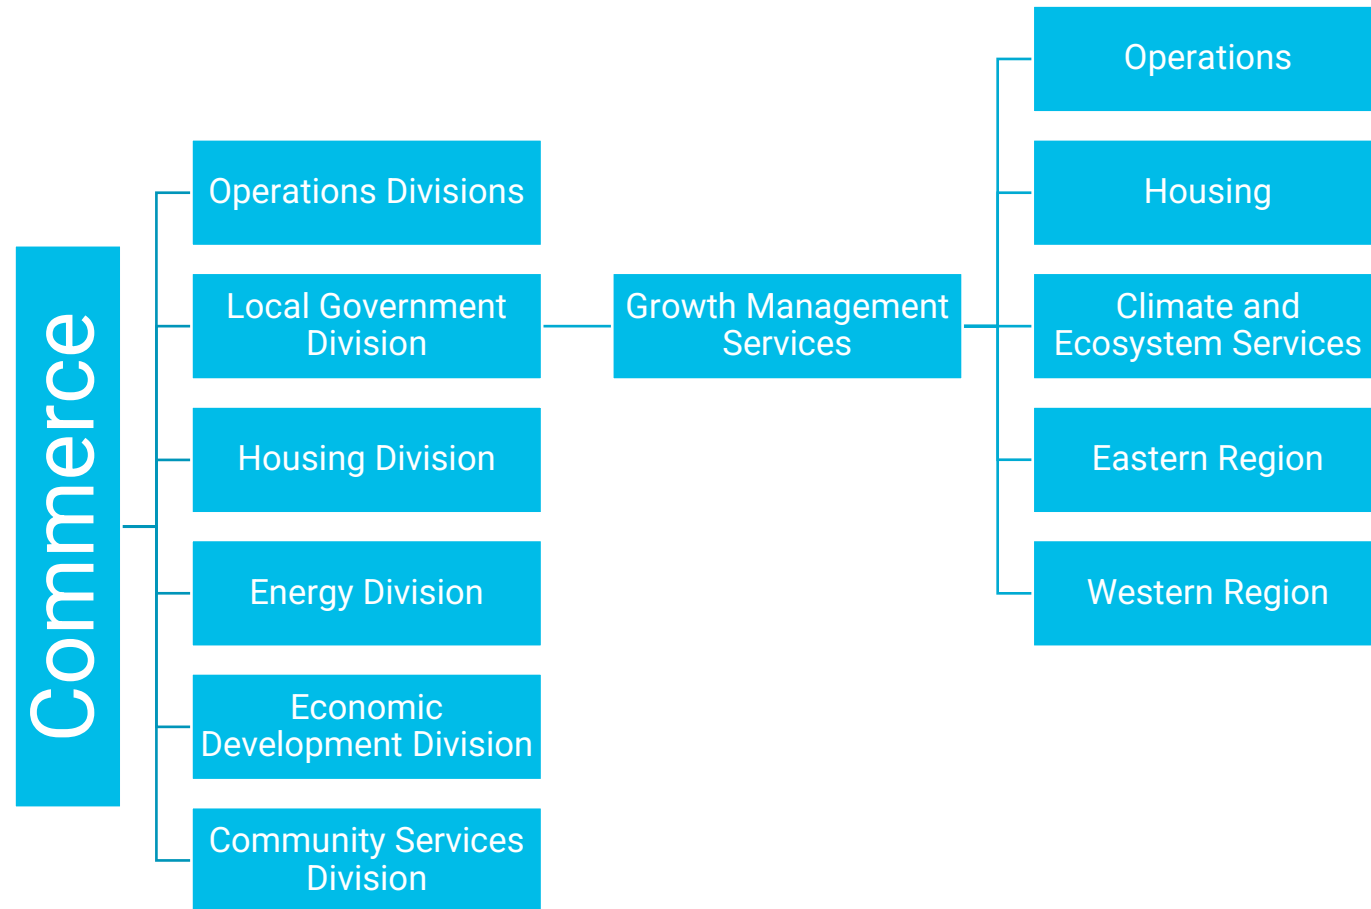 Commerce
Operations Divisions
Local Government
Division
Housing Division
Energy Division
Economic
Development Division
Community Services
Division
Growth Management
Services
Operations
Housing
Climate and
Ecosystem Services
Eastern Region
Western Region